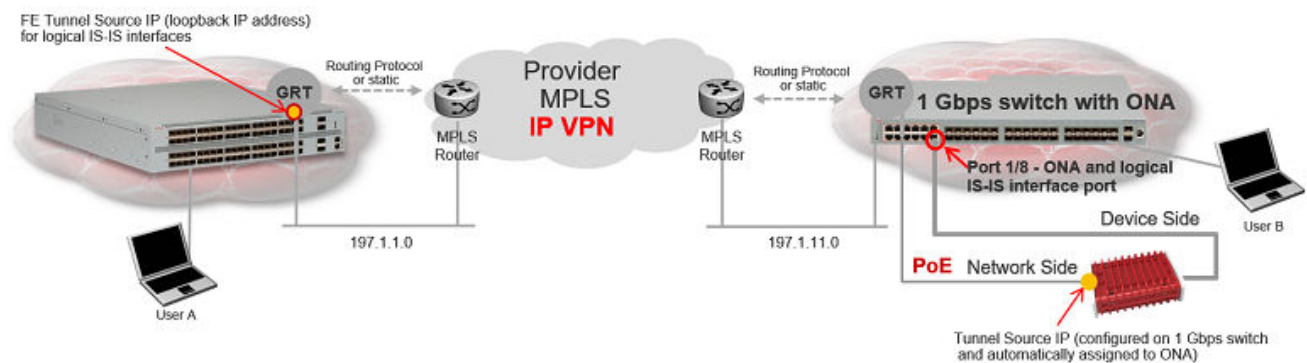 FE Tunnel Source IP (loopback IP address)
for logical IS-IS interfaces
GRT
Routing Protocol
or static
MPLS
Router
Provider
MPLS
IP VPN
Routing Protocol
or static
MPLS
Router
GRT
1 Gbps switch with ONA
Port 1/8 - ONA and logical
IS-IS interface port
User B
Device Side
197.1.1.0
197.1.11.0
PoE Network Side
User A
Tunnel Source IP (configured on 1 Gbps switch
and automatically assigned to ONA)